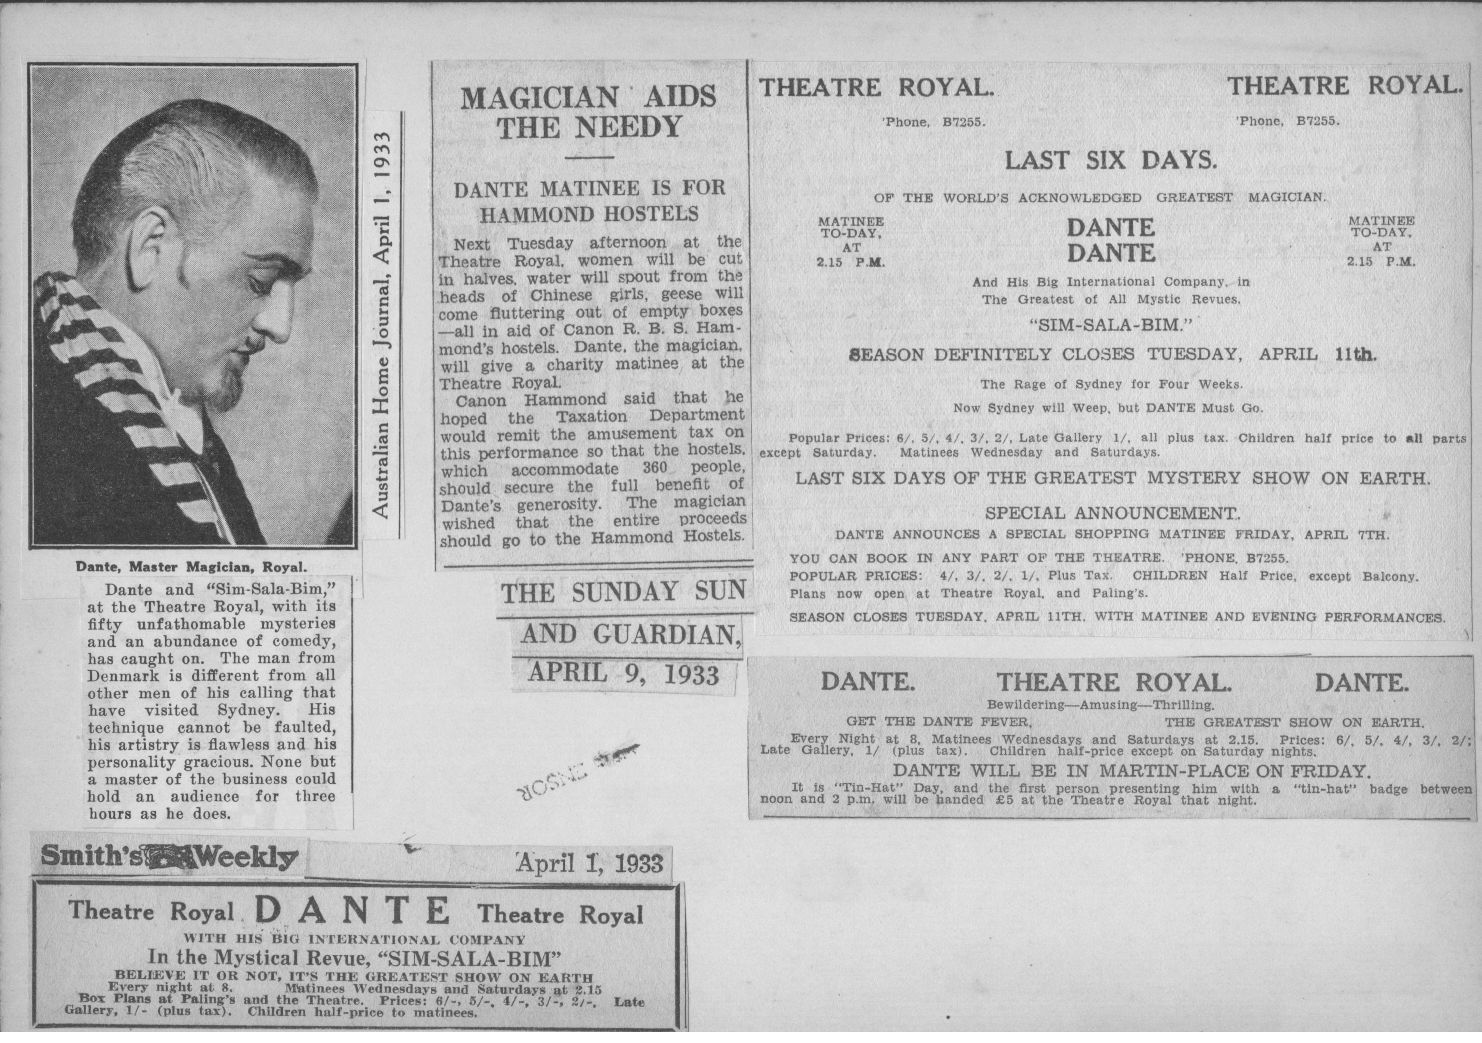 Dante, Master Magician, Royal.
Dante and “Sim-Sala-Bim,”
at the Theatre Royal, with its
fifty unfathomable mysteries
and an abundance of comedy,
has caught on. The man from
Denmark is different from all
other men of his calling that
have visited Sydney. His
technique cannot be faulted,
his artistry is flawless and his
personality gracious. None but
a master of the business could
hold an audience for three
hours as he does.
Australian Home Journal, April 1, 1933
MAGICIAN AIDS
THE NEEDY
DANTE MATINEE IS FOR
HAMMOND HOSTELS
Next Tuesday afternoon at the
Theatre Royal, women will be cut
in halves, water will spout from the
heads of Chinese girls, geese will
come fluttering out of empty boxes
—all in aid of Canon R. B. S. Ham-
mond's hostels. Dante, the magician,
will give a charity matinee at the
Theatre Royal.
Canon Hammond said that he
hoped the Taxation Department
would remit the amusement tax on
this performance so that the hostels,
which accommodate 360 people,
should secure the full benefit of
Dante's generosity. The magician
wished that the entire proceeds
should go to the Hammond Hostels.
THE SUNDAY SUN
AND GUARDIAN,
APRIL 9, 1933
THEATRE ROYAL. THEATRE ROYAL.
'Phone, B7255. 'Phone, B7255.
LAST SIX DAYS.
OF THE WORLD'S ACKNOWLEDGED GREATEST MAGICIAN.
MATINEE DANTE MATINEE
TO-DAY, DANTE TO-DAY,
AT AT
2.15 P.M. 2.15 P.M.
And His Big International Company, in
The Greatest of All Mystic Revues,
“SIM-SALA-BIM.”
SEASON DEFINITELY CLOSES TUESDAY, APRIL 11th.
The Rage of Sydney for Four Weeks.
Now Sydney will Weep, but DANTE Must Go.
Popular Prices: 6/, 5/, 4/, 3/, 2/, Late Gallery 1/, all plus tax. Children half price to all parts
except Saturday. Matinees Wednesday and Saturdays.
LAST SIX DAYS OF THE GREATEST MYSTERY SHOW ON EARTH.
SPECIAL ANNOUNCEMENT.
DANTE ANNOUNCES A SPECIAL SHOPPING MATINEE FRIDAY, APRIL 7TH.
YOU CAN BOOK IN ANY PART OF THE THEATRE. 'PHONE, B7255.
POPULAR PRICES: 4/, 3/, 2/, 1/, Plus Tax. CHILDREN Half Price, except Balcony.
Plans now open at Theatre Royal, and Paling's.
SEASON CLOSES TUESDAY, APRIL 11TH, WITH MATINEE AND EVENING PERFORMANCES.
DANTE. THEATRE ROYAL. DANTE.
Bewildering—Amusing—Thrilling.
GET THE DANTE FEVER, THE GREATEST SHOW ON EARTH.
Every Night at 8, Matinees Wednesdays and Saturdays at 2.15. Prices: 6/, 5/, 4/, 3/, 2/;
Late Gallery, 1/ (plus tax). Children half-price except on Saturday nights.
DANTE WILL BE IN MARTIN-PLACE ON FRIDAY.
It is “Tin-Hat” Day, and the first person presenting him with a “tin-hat” badge between
noon and 2 p.m. will be handed £5 at the Theatre Royal that night.
Smith's Weekly April 1, 1933
Theatre Royal DANTE Theatre Royal
WITH HIS BIG INTERNATIONAL COMPANY
In the Mystical Revue, “SIM-SALA-BIM”
BELIEVE IT OR NOT, IT'S THE GREATEST SHOW ON EARTH
Every night at 8. Matinees Wednesdays and Saturdays at 2.15
Box Plans at Paling's and the Theatre. Prices: 6/-, 5/-, 4/-, 3/-, 2/-, Late
Gallery, 1/- (plus tax). Children half-price to matinees.